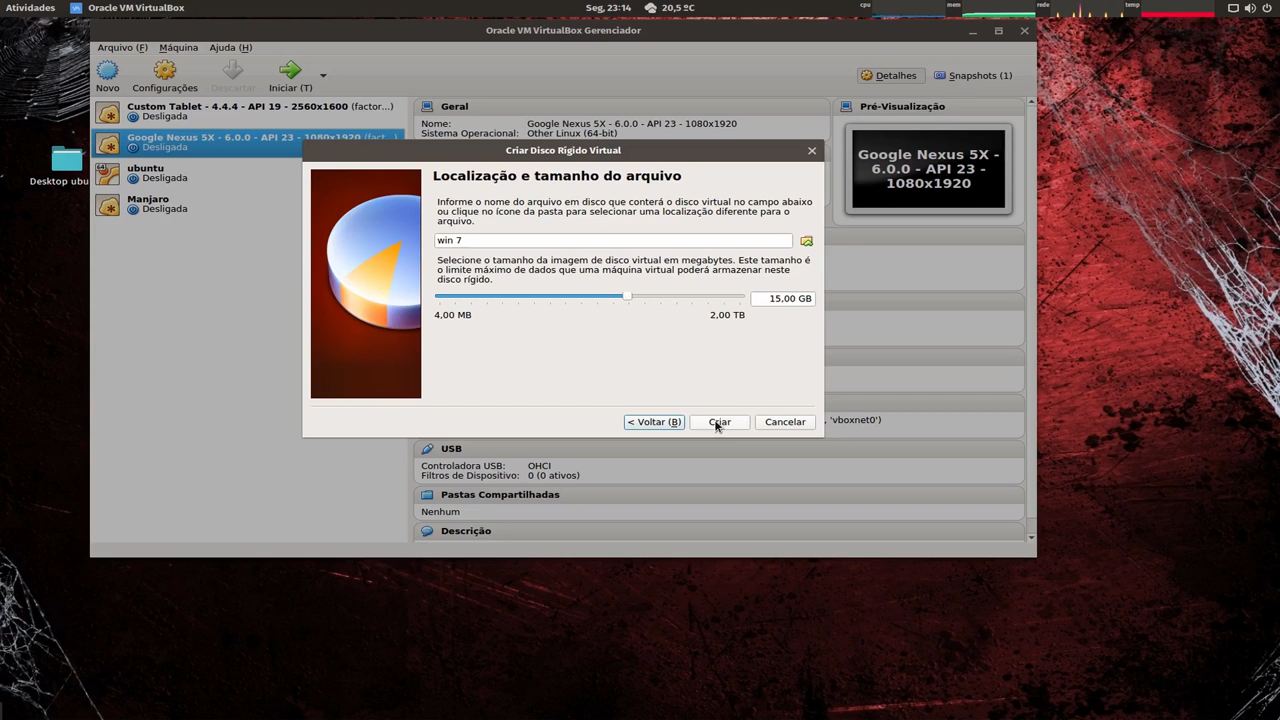 Atividades
Oracle VM VirtualBox
Seg, 23:14
20,5 ºC
cpu
mem
rede
temp
Oracle VM VirtualBox Gerenciador
Arquivo (F)
Máquina
Ajuda (H)
Novo
Configurações
Descartar
Iniciar (T)
Detalhes
Snapshots (1)
Custom Tablet - 4.4.4 - API 19 - 2560x1600 (factor...)
Desligada
Google Nexus 5X - 6.0.0 - API 23 - 1080x1920 (fact...)
Desligada
64
ubuntu
Desligada
Manjaro
Desligada
Desktop ubu
Geral
Nome: Google Nexus 5X - 6.0.0 - API 23 - 1080x1920
Sistema Operacional: Other Linux (64-bit)
Pré-Visualização
Google Nexus 5X -
6.0.0 - API 23 -
1080x1920
Criar Disco Rígido Virtual
Localização e tamanho do arquivo
Informe o nome do arquivo em disco que conterá o disco virtual no campo abaixo
ou clique no ícone da pasta para selecionar uma localização diferente para o
arquivo.
win 7
Selecione o tamanho da imagem de disco virtual em megabytes. Este tamanho é
o limite máximo de dados que uma máquina virtual poderá armazenar neste
disco rígido.
15,00 GB
4,00 MB
2,00 TB
< Voltar (B)
Criar
Cancelar
, 'vboxnet0')
USB
Controladora USB: OHCI
Filtros de Dispositivo: 0 (0 ativos)
Pastas Compartilhadas
Nenhum
Descrição